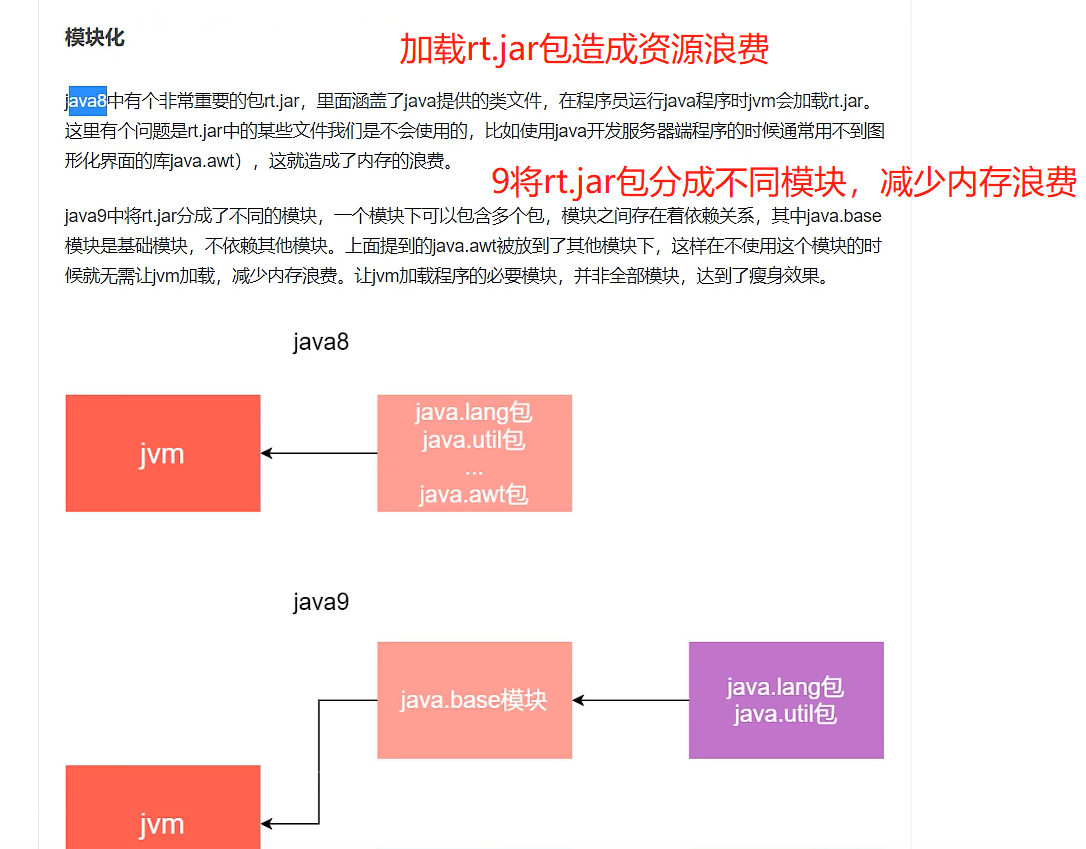 模块化
加载rt.jar包造成资源浪费
java8中有个非常重要的包rt.jar，里面涵盖了java提供的类文件，在程序员运行java程序时jvm会加载rt.jar。
这里有个问题是rt.jar中的某些文件我们是不会使用的，比如使用java开发服务器端程序的时候通常用不到图
形化界面的库java.awt），这就造成了内存的浪费。
9将rt.jar包分成不同模块，减少内存浪费
java9中将rt.jar分成了不同的模块，一个模块下可以包含多个包，模块之间存在着依赖关系，其中java.base
模块是基础模块，不依赖其他模块。上面提到的java.awt被放到了其他模块下，这样在不使用这个模块的时
候就无需让jvm加载，减少内存浪费。让jvm加载程序的必要模块，并非全部模块，达到了瘦身效果。
java8
jvm
java.lang包
java.util包
...
java.awt包
java9
java.base模块
java.lang包
java.util包
jvm